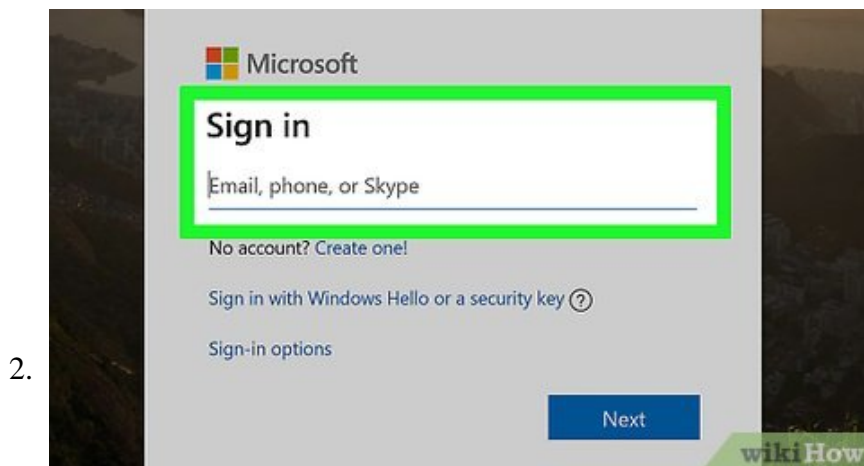 Microsoft
Sign in
Email, phone, or Skype
No account? Create one!
Sign in with Windows Hello or a security key ?
Sign-in options
2.
Next
wikiHow